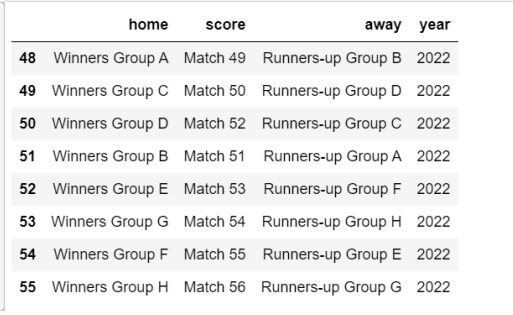 home score away year
48 Winners Group A Match 49 Runners-up Group B 2022
49 Winners Group C Match 50 Runners-up Group D 2022
50 Winners Group D Match 52 Runners-up Group C 2022
51 Winners Group B Match 51 Runners-up Group A 2022
52 Winners Group E Match 53 Runners-up Group F 2022
53 Winners Group G Match 54 Runners-up Group H 2022
54 Winners Group F Match 55 Runners-up Group E 2022
55 Winners Group H Match 56 Runners-up Group G 2022